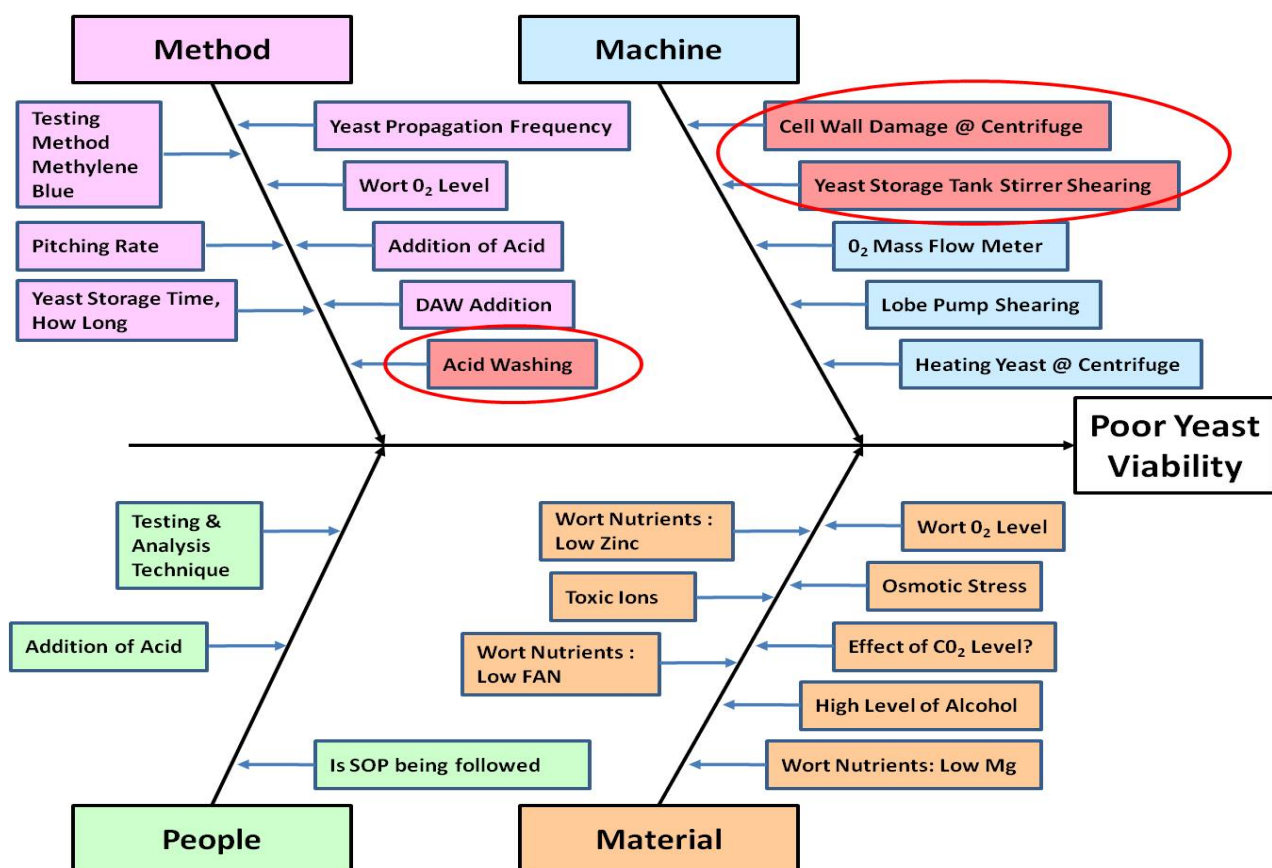 Method
Machine
Testing
Method
Methylene
Blue
Yeast Propagation Frequency
Wort 0₂ Level
Pitching Rate
Addition of Acid
Yeast Storage Time,
How Long
DAW Addition
Acid Washing
Cell Wall Damage @ Centrifuge
Yeast Storage Tank Stirrer Shearing
0₂ Mass Flow Meter
Lobe Pump Shearing
Heating Yeast @ Centrifuge
Poor Yeast
Viability
Testing &
Analysis
Technique
Addition of Acid
Is SOP being followed
Wort Nutrients :
Low Zinc
Wort 0₂ Level
Toxic Ions
Osmotic Stress
Wort Nutrients :
Low FAN
Effect of C0₂ Level?
High Level of Alcohol
Wort Nutrients: Low Mg
People
Material